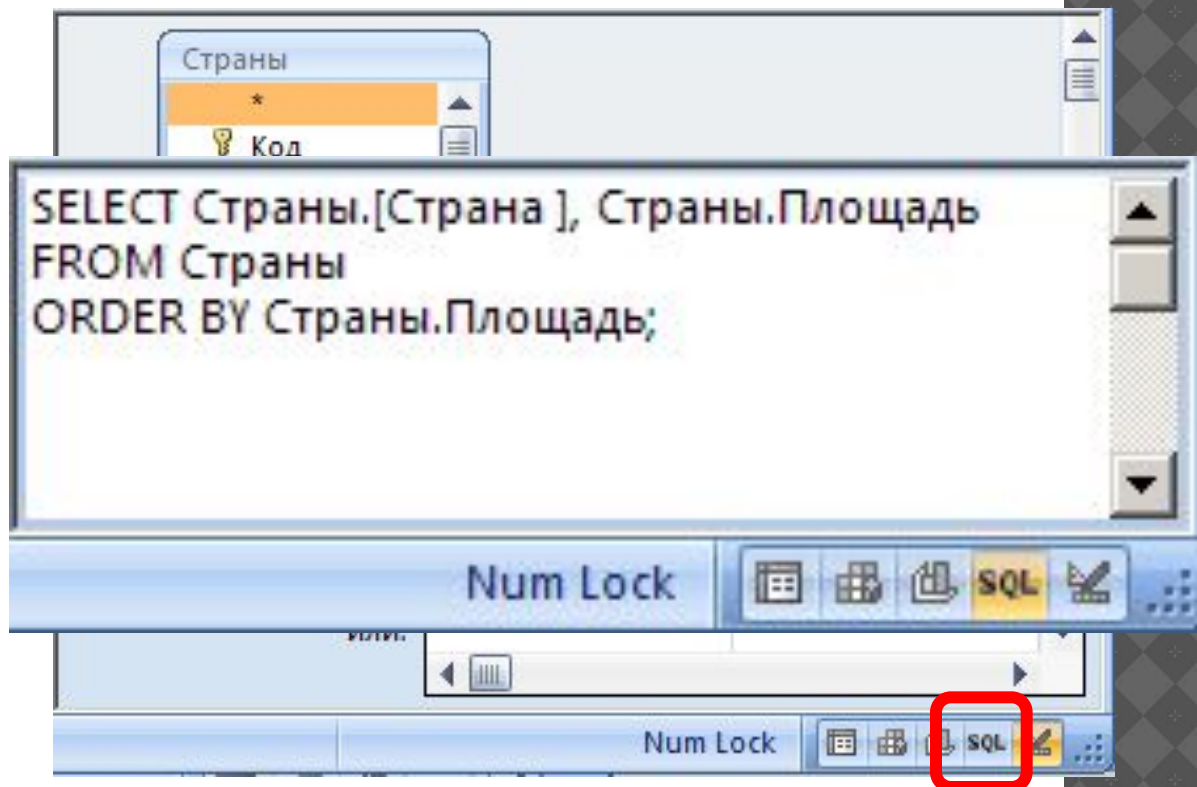 Страны
*
Код
SELECT Страны.[Страна ], Страны.Площадь
FROM Страны
ORDER BY Страны.Площадь;
Num Lock SQL
или:
Num Lock SQL